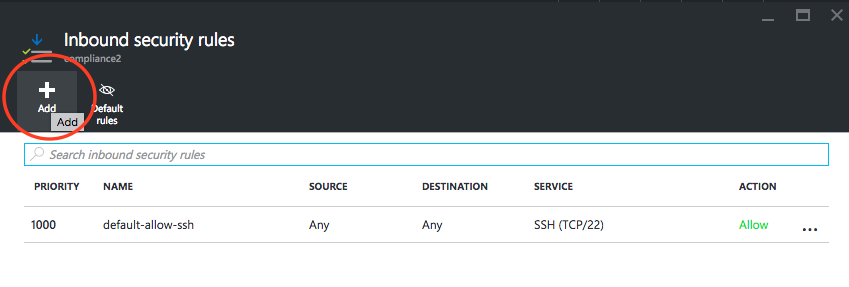 Inbound security rules
compliance2
Add
Default
rules
Add
Search inbound security rules
PRIORITY NAME SOURCE DESTINATION SERVICE ACTION
1000 default-allow-ssh Any Any SSH (TCP/22) Allow ...